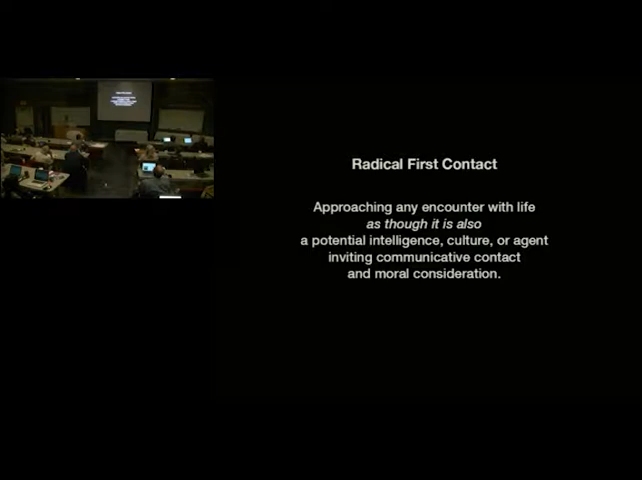 Radical First Contact
Approaching any encounter with life
as though it is also
a potential intelligence, culture, or agent
inviting communicative contact
and moral consideration.